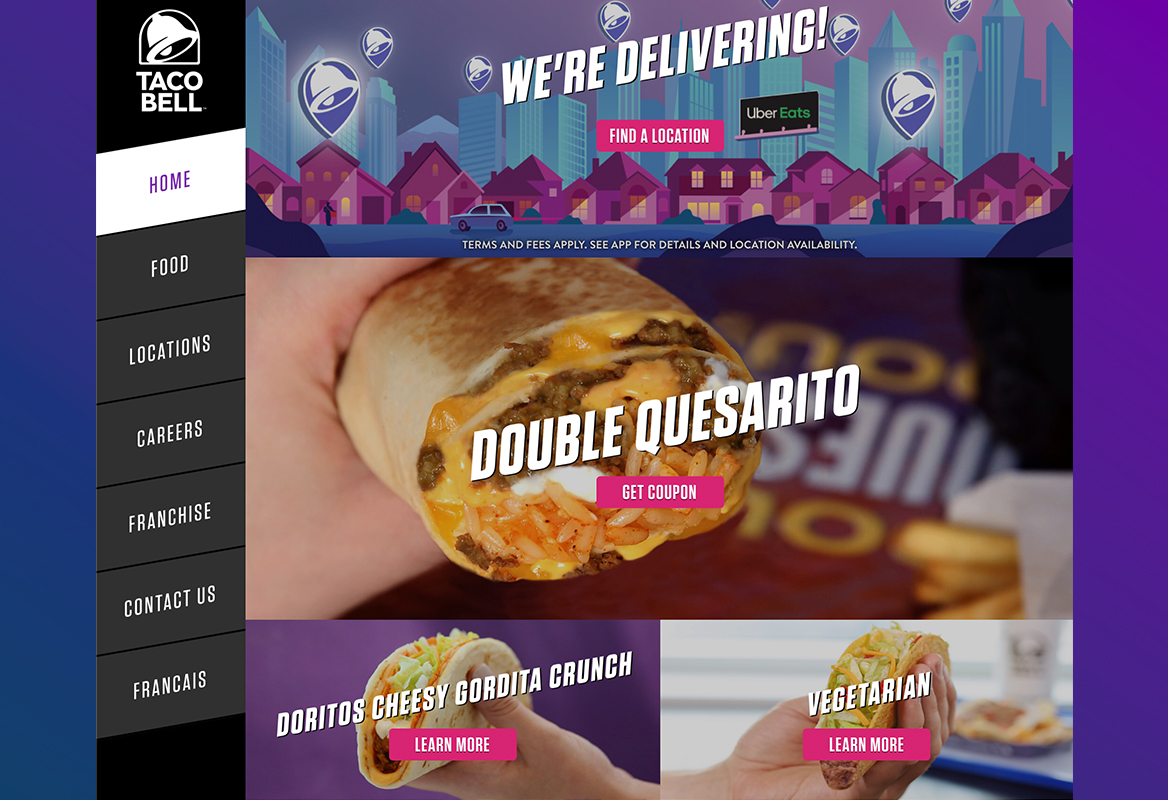 TACO
BELL
HOME
FOOD
LOCATIONS
CAREERS
FRANCHISE
CONTACT US
FRANCAIS
WE'RE DELIVERING!
FIND A LOCATION
Uber Eats
TERMS AND FEES APPLY. SEE APP FOR DETAILS AND LOCATION AVAILABILITY.
DOUBLE QUESARITO
GET COUPON
DORITOS CHEESY GORDITA CRUNCH
LEARN MORE
VEGETARIAN
LEARN MORE